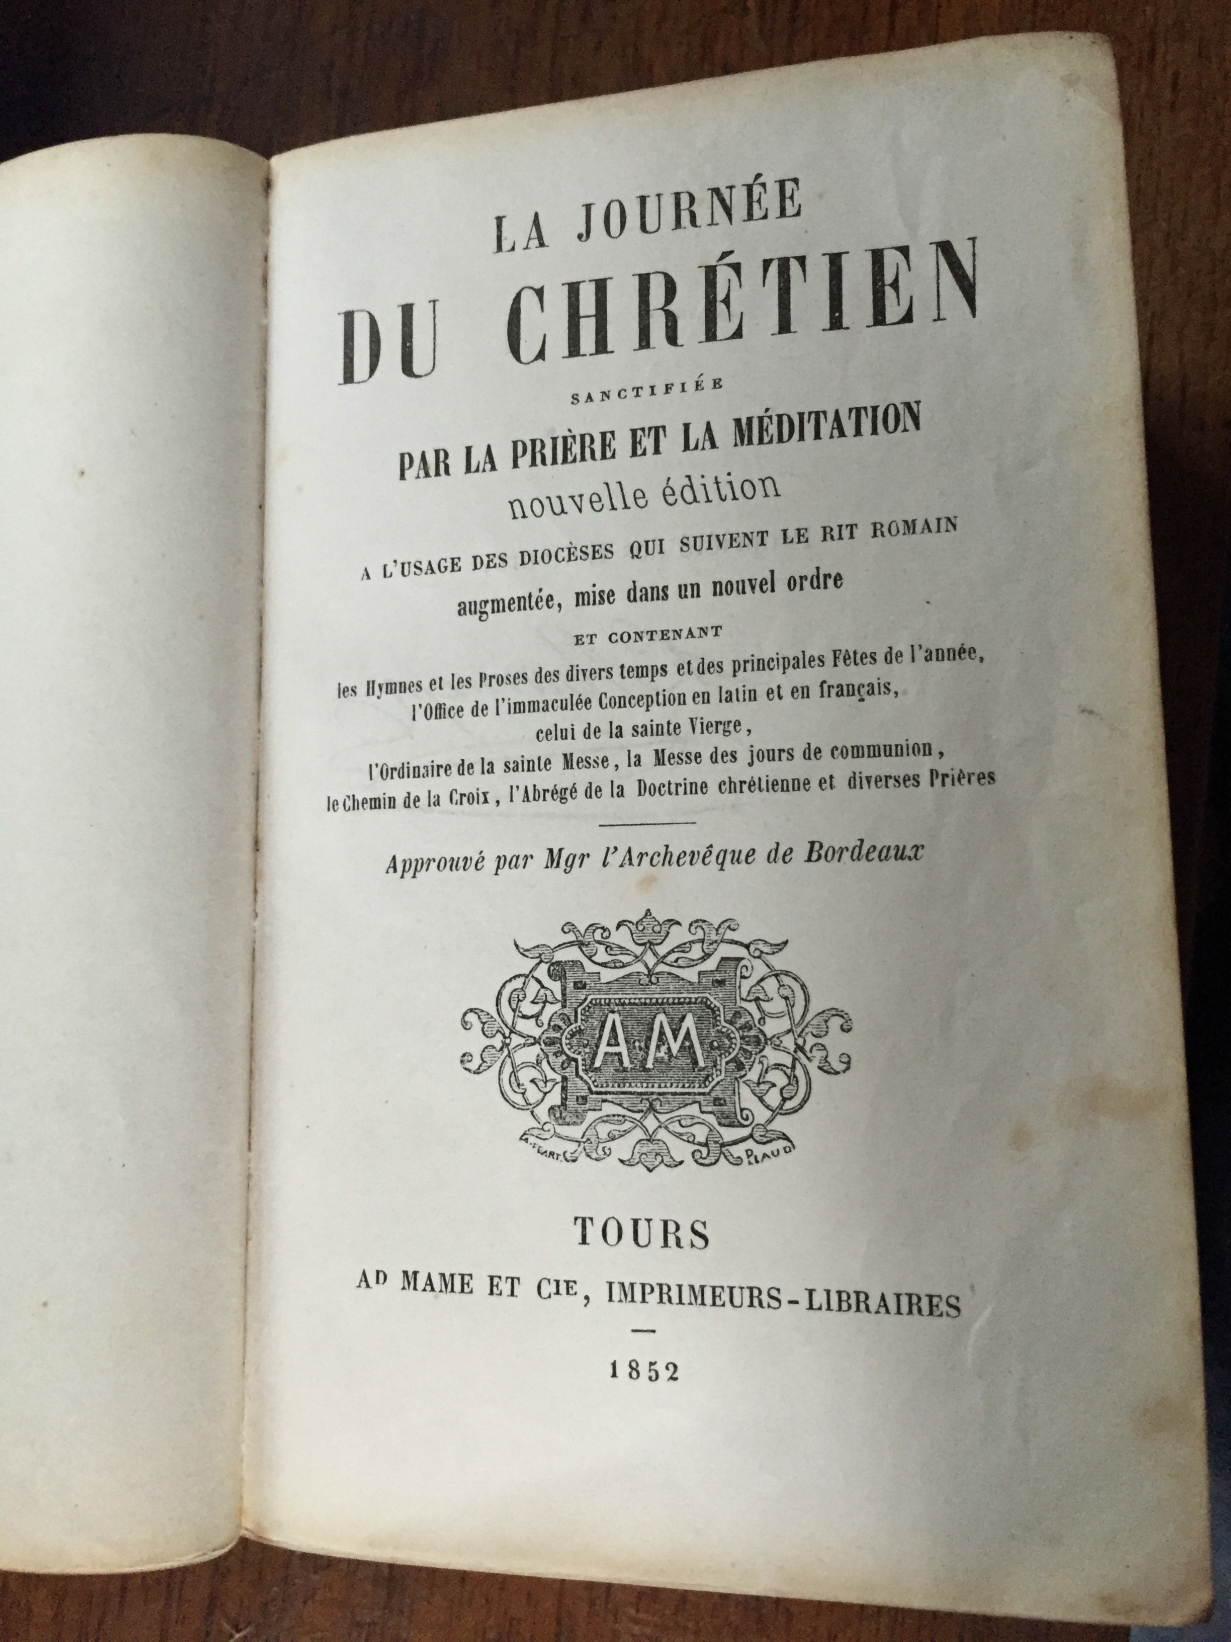 LA JOURNÉE
DU CHRÉTIEN
SANCTIFIÉE
PAR LA PRIÈRE ET LA MÉDITATION
nouvelle édition
A L'USAGE DES DIOCÈSES QUI SUIVENT LE RIT ROMAIN
augmentée, mise dans un nouvel ordre
ET CONTENANT
les Hymnes et les Proses des divers temps et des principales Fêtes de l'année,
l'Office de l'immaculée Conception en latin et en français,
celui de la sainte Vierge,
l'Ordinaire de la sainte Messe, la Messe des jours de communion,
le Chemin de la Croix, l'Abrégé de la Doctrine chrétienne et diverses Prières
Approuvé par Mgr l'Archevêque de Bordeaux
A M
TOURS
AD MAME ET CIE, IMPRIMEURS-LIBRAIRES
1852